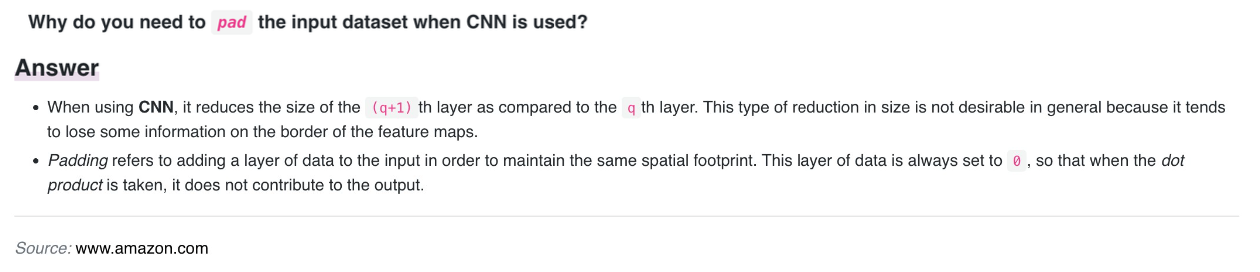 Why do you need to pad the input dataset when CNN is used?
Answer
• When using CNN, it reduces the size of the (q+1) th layer as compared to the q th layer. This type of reduction in size is not desirable in general because it tends
to lose some information on the border of the feature maps.
• Padding refers to adding a layer of data to the input in order to maintain the same spatial footprint. This layer of data is always set to 0 , so that when the dot
product is taken, it does not contribute to the output.
Source: www.amazon.com